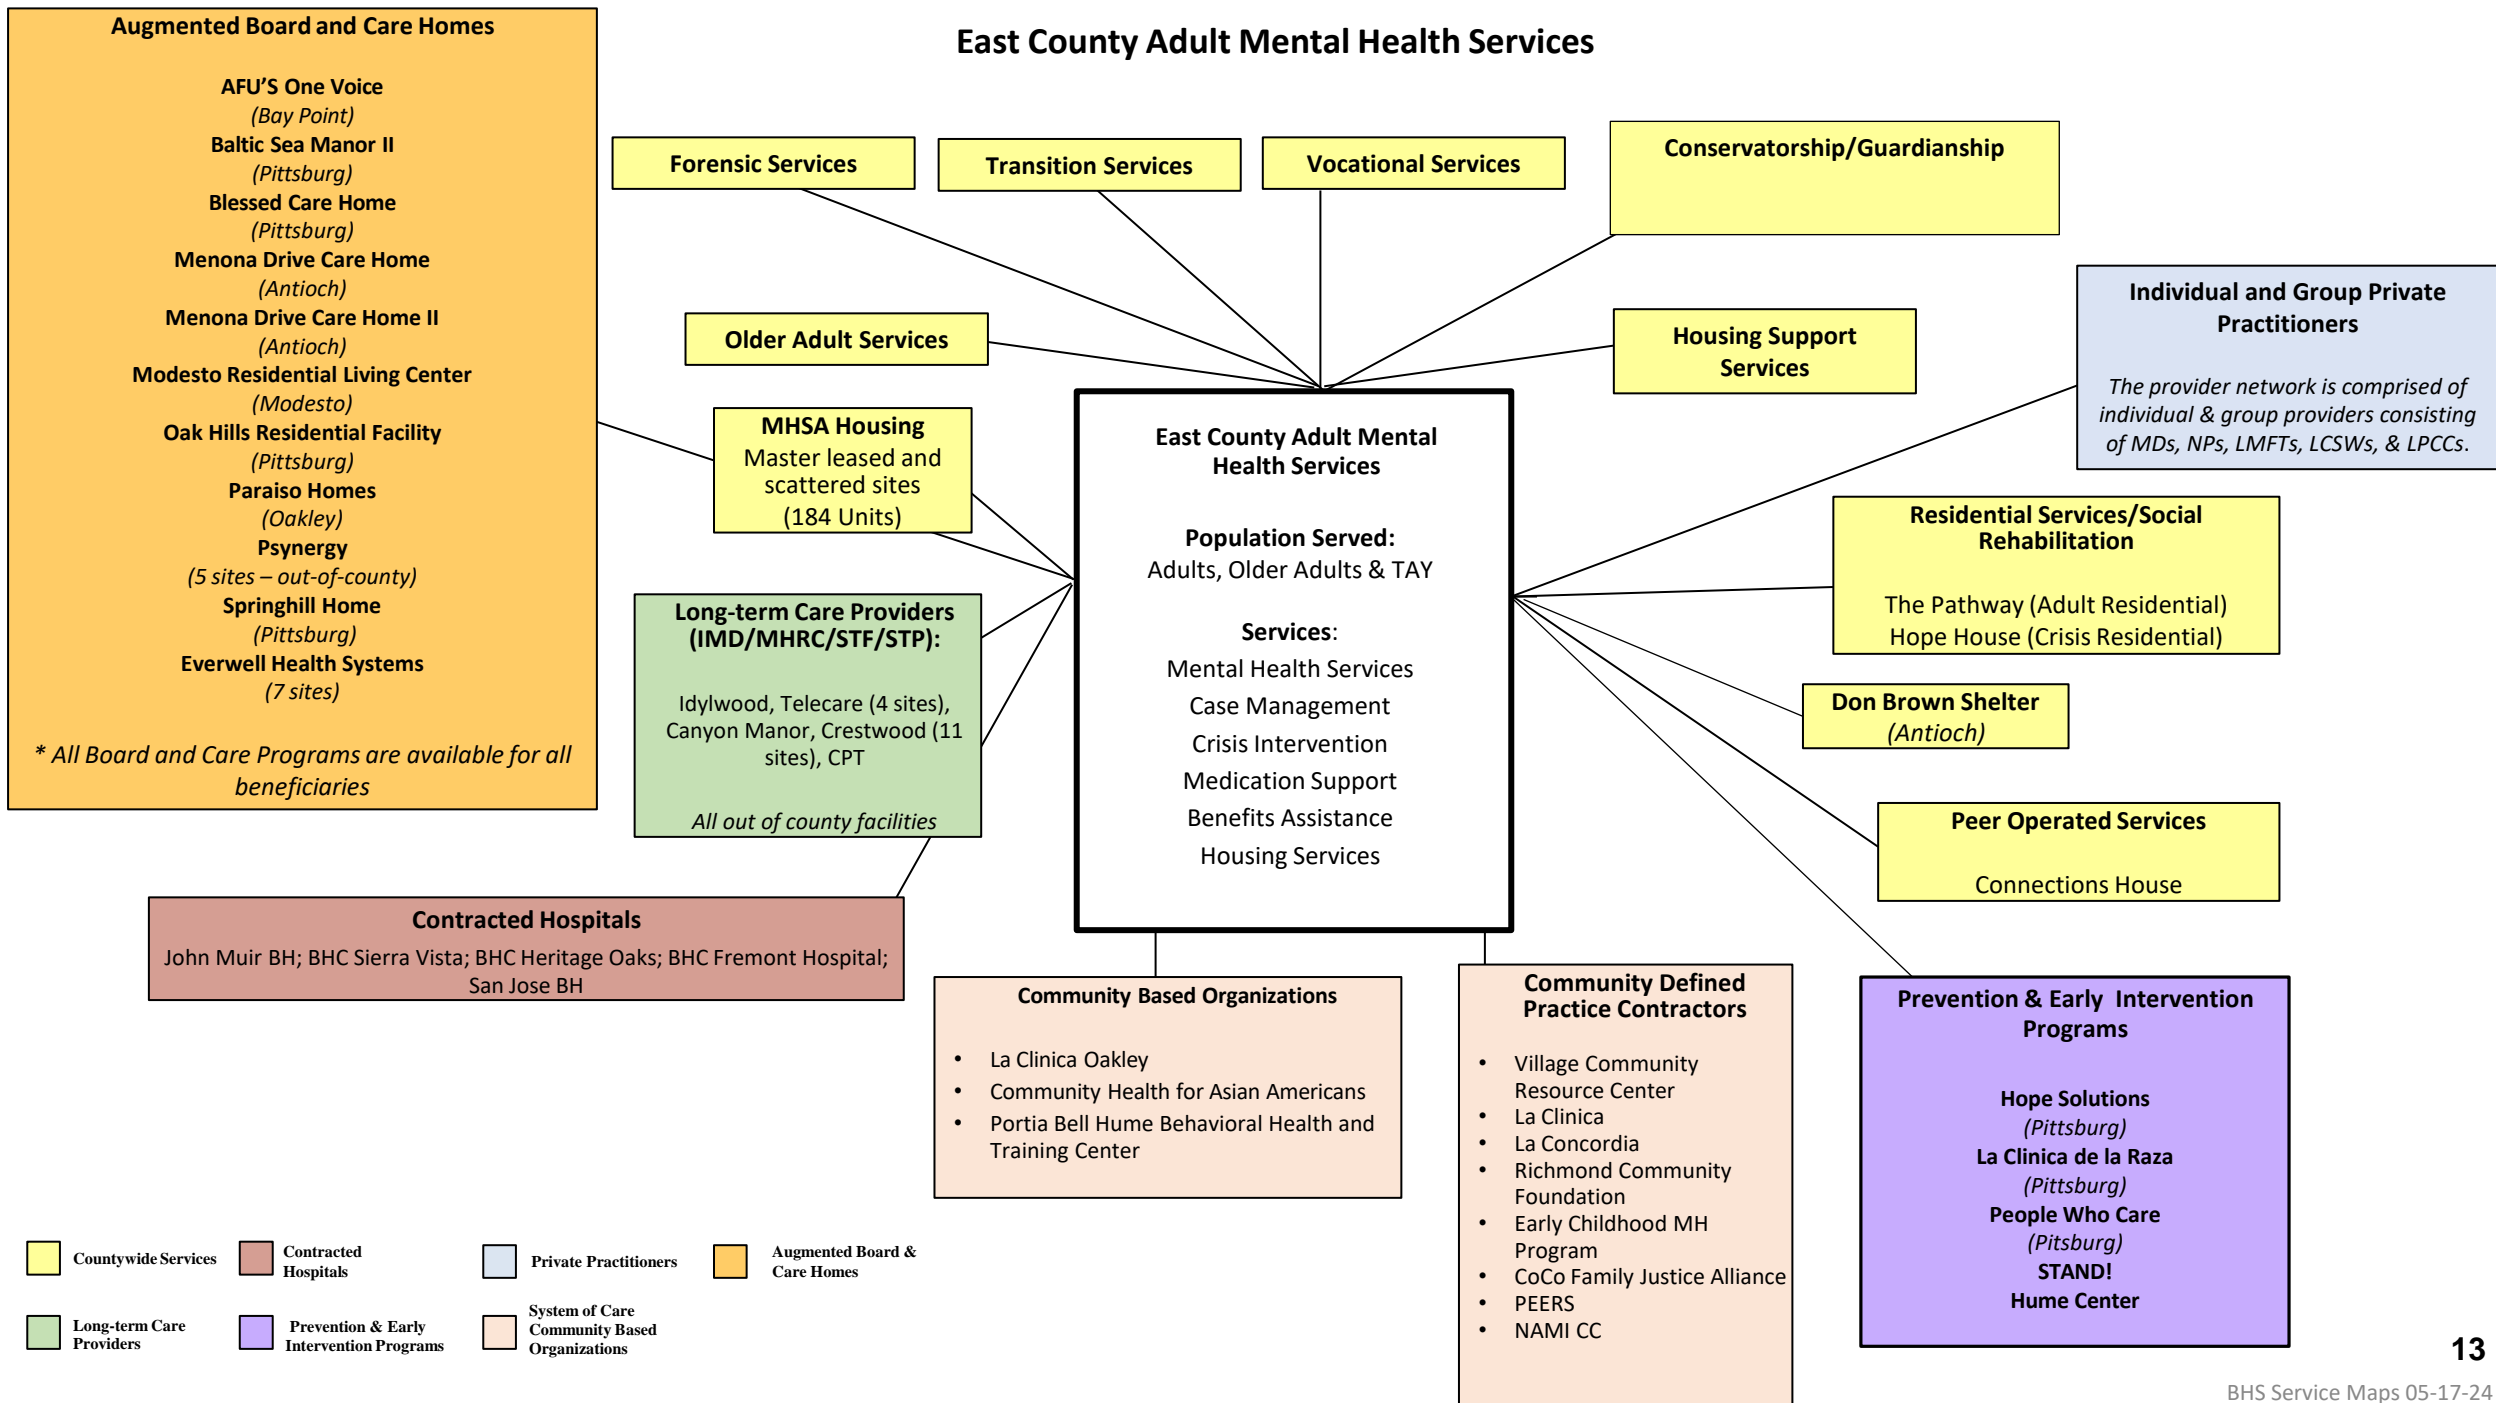 East County Adult Mental Health Services
Augmented Board and Care Homes
AFU’S One Voice
(Bay Point)
Baltic Sea Manor II
(Pittsburg)
Blessed Care Home
(Pittsburg)
Menona Drive Care Home
(Antioch)
Menona Drive Care Home II
(Antioch)
Modesto Residential Living Center
(Modesto)
Oak Hills Residential Facility
(Pittsburg)
Paraiso Homes
(Oakley)
Psynergy
(5 sites – out-of-county)
Springhill Home
(Pittsburg)
Everwell Health Systems
(7 sites)
* All Board and Care Programs are available for all
beneficiaries
Forensic Services
Transition Services
Vocational Services
Conservatorship/Guardianship
Older Adult Services
Housing Support
Services
Individual and Group Private
Practitioners
The provider network is comprised of
individual & group providers consisting
of MDs, NPs, LMFTs, LCSWs, & LPCCs.
MHSA Housing
Master leased and
scattered sites
(184 Units)
East County Adult Mental
Health Services
Population Served:
Adults, Older Adults & TAY
Services:
Mental Health Services
Case Management
Crisis Intervention
Medication Support
Benefits Assistance
Housing Services
Residential Services/Social
Rehabilitation
The Pathway (Adult Residential)
Hope House (Crisis Residential)
Long-term Care Providers
(IMD/MHRC/STF/STP):
Idylwood, Telecare (4 sites),
Canyon Manor, Crestwood (11
sites), CPT
All out of county facilities
Don Brown Shelter
(Antioch)
Peer Operated Services
Connections House
Contracted Hospitals
John Muir BH; BHC Sierra Vista; BHC Heritage Oaks; BHC Fremont Hospital;
San Jose BH
Community Based Organizations
• La Clinica Oakley
• Community Health for Asian Americans
• Portia Bell Hume Behavioral Health and
Training Center
Community Defined
Practice Contractors
• Village Community
Resource Center
• La Clinica
• La Concordia
• Richmond Community
Foundation
• Early Childhood MH
Program
• CoCo Family Justice Alliance
• PEERS
• NAMI CC
Prevention & Early Intervention
Programs
Hope Solutions
(Pittsburg)
La Clinica de la Raza
(Pittsburg)
People Who Care
(Pitsburg)
STAND!
Hume Center
Countywide Services
Contracted
Hospitals
Private Practitioners
Augmented Board &
Care Homes
Long-term Care
Providers
Prevention & Early
Intervention Programs
System of Care
Community Based
Organizations
13
BHS Service Maps 05-17-24